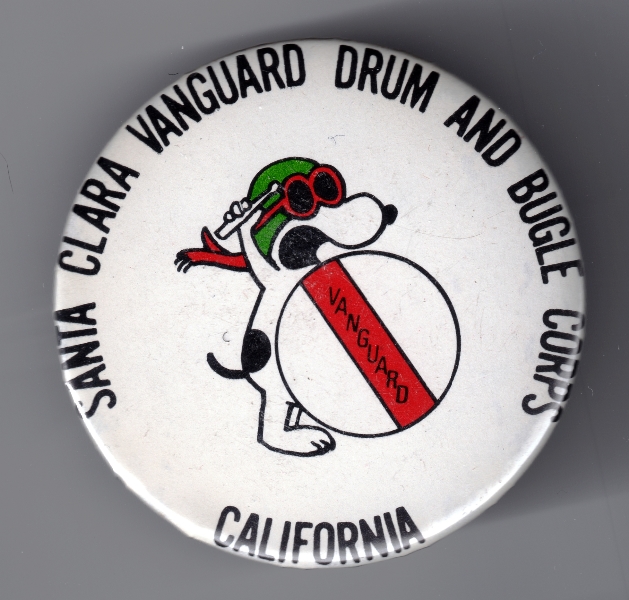 SANTA CLARA VANGUARD DRUM AND BUGLE CORPS
VANGUARD
CALIFORNIA